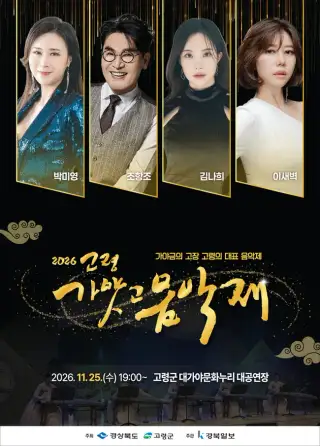 박미영
조항조
김나희
이새벽
가야금의 고장 고령의 대표 음악제
2026 고령
가얏고음악제
2026. 11.25.(수) 19:00~ 고령군 대가야문화누리 대공연장
주최 경상북도 고령군 주관 경북일보